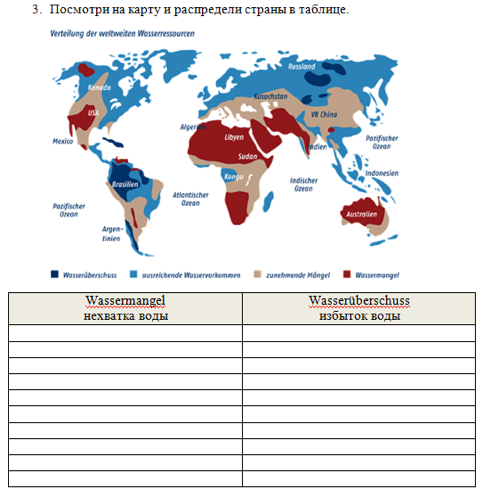 3. Посмотри на карту и распредели страны в таблице.
Verteilung der weltweiten Wasserressourcen
Russland
Kanada
Kasachstan
USA
VR China
Algerien
Libyen
Pazifischer
Ozean
Mexico
Indien
Sudan
Indonesien
Kongo
Brasilien
Atlantischer
Ozean
Indischer
Ozean
Pazifischer
Ozean
Australien
Argen-
tinien
Wasserüberschuss ausreichende Wasservorkommen zunehmende Mängel Wassermangel
Wassermangel Wasserüberschuss
нехватка воды избыток воды